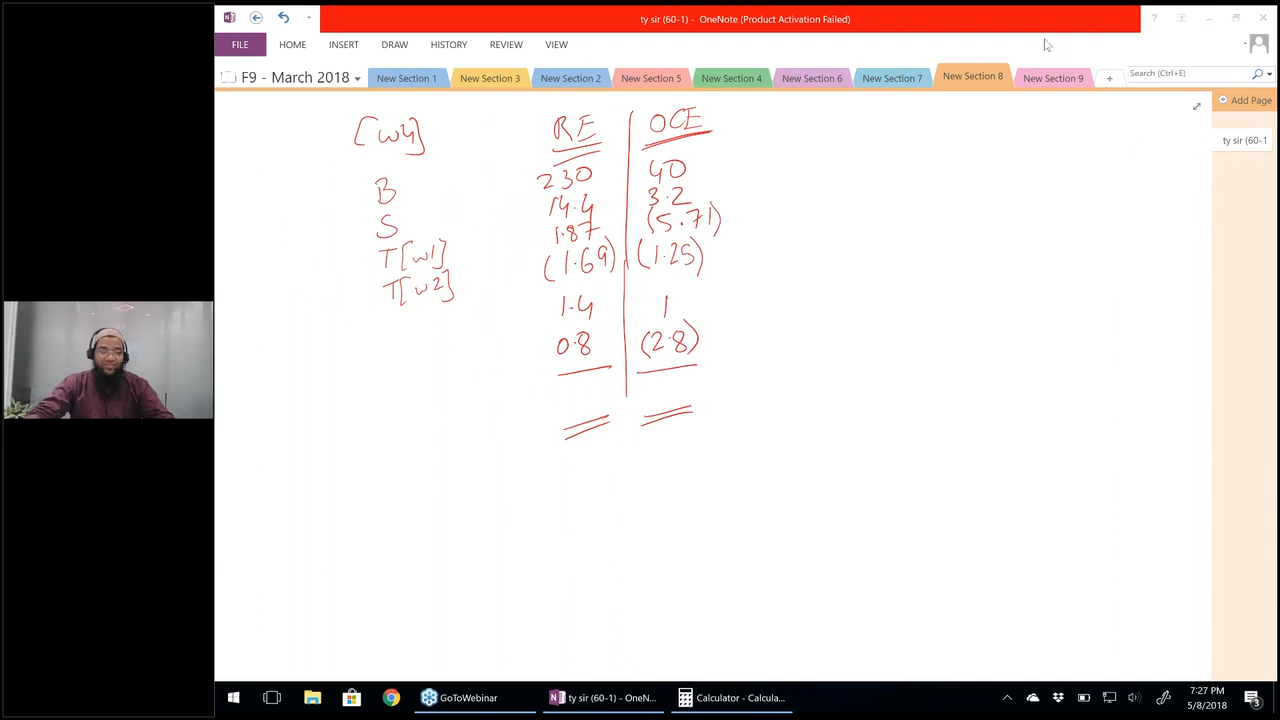 ty sir (60-1) - OneNote (Product Activation Failed)
FILE HOME INSERT DRAW HISTORY REVIEW VIEW
F9 - March 2018 New Section 1 New Section 3 New Section 2 New Section 5 New Section 4 New Section 6 New Section 7 New Section 8 New Section 9 + Search (Ctrl+E)
+ Add Page
ty sir (60-1
[W4] RE OCE
B 230 40
S 14.4 3.2
T[W1] 1.87 (5.71)
T[W2] (1.69) (1.25)
1.4 1
0.8 (2.8)
GoToWebinar ty sir (60-1) - OneN... Calculator - Calcula...
7:27 PM
5/8/2018
3